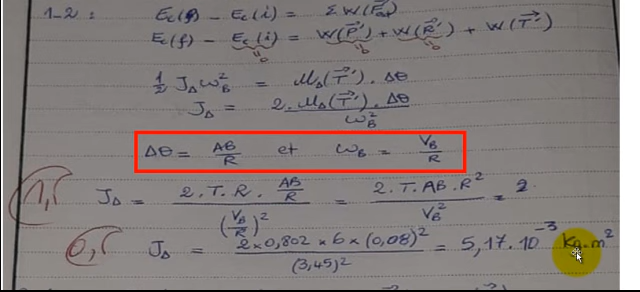 1-2 : Ec(f) - Ec(i) = ΣW(F⃗ext)
Ec(f) - Ec(i) = W(P⃗') + W(R⃗') + W(T⃗')
=0 =0 =0
1/2 J_Δ ω_B² = M_Δ(T⃗') . Δθ
J_Δ = 2. M_Δ(T⃗') . Δθ / ω_B²
Δθ = AB/R et ω_B = V_B/R
1,5 J_Δ = 2.T.R. AB/R / (V_B/R)² = 2.T.AB.R² / V_B² = 2
0,5 J_Δ = 2×0,802×6×(0,08)² / (3,45)² = 5,17.10⁻³ kg.m²